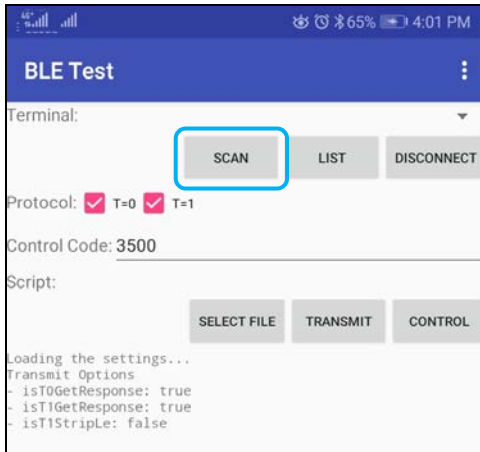 65% 4:01 PM
BLE Test
Terminal:
SCAN LIST DISCONNECT
Protocol: T=0 T=1
Control Code: 3500
Script:
SELECT FILE TRANSMIT CONTROL
Loading the settings...
Transmit Options
- isT0GetResponse: true
- isT1GetResponse: true
- isT1StripLe: false